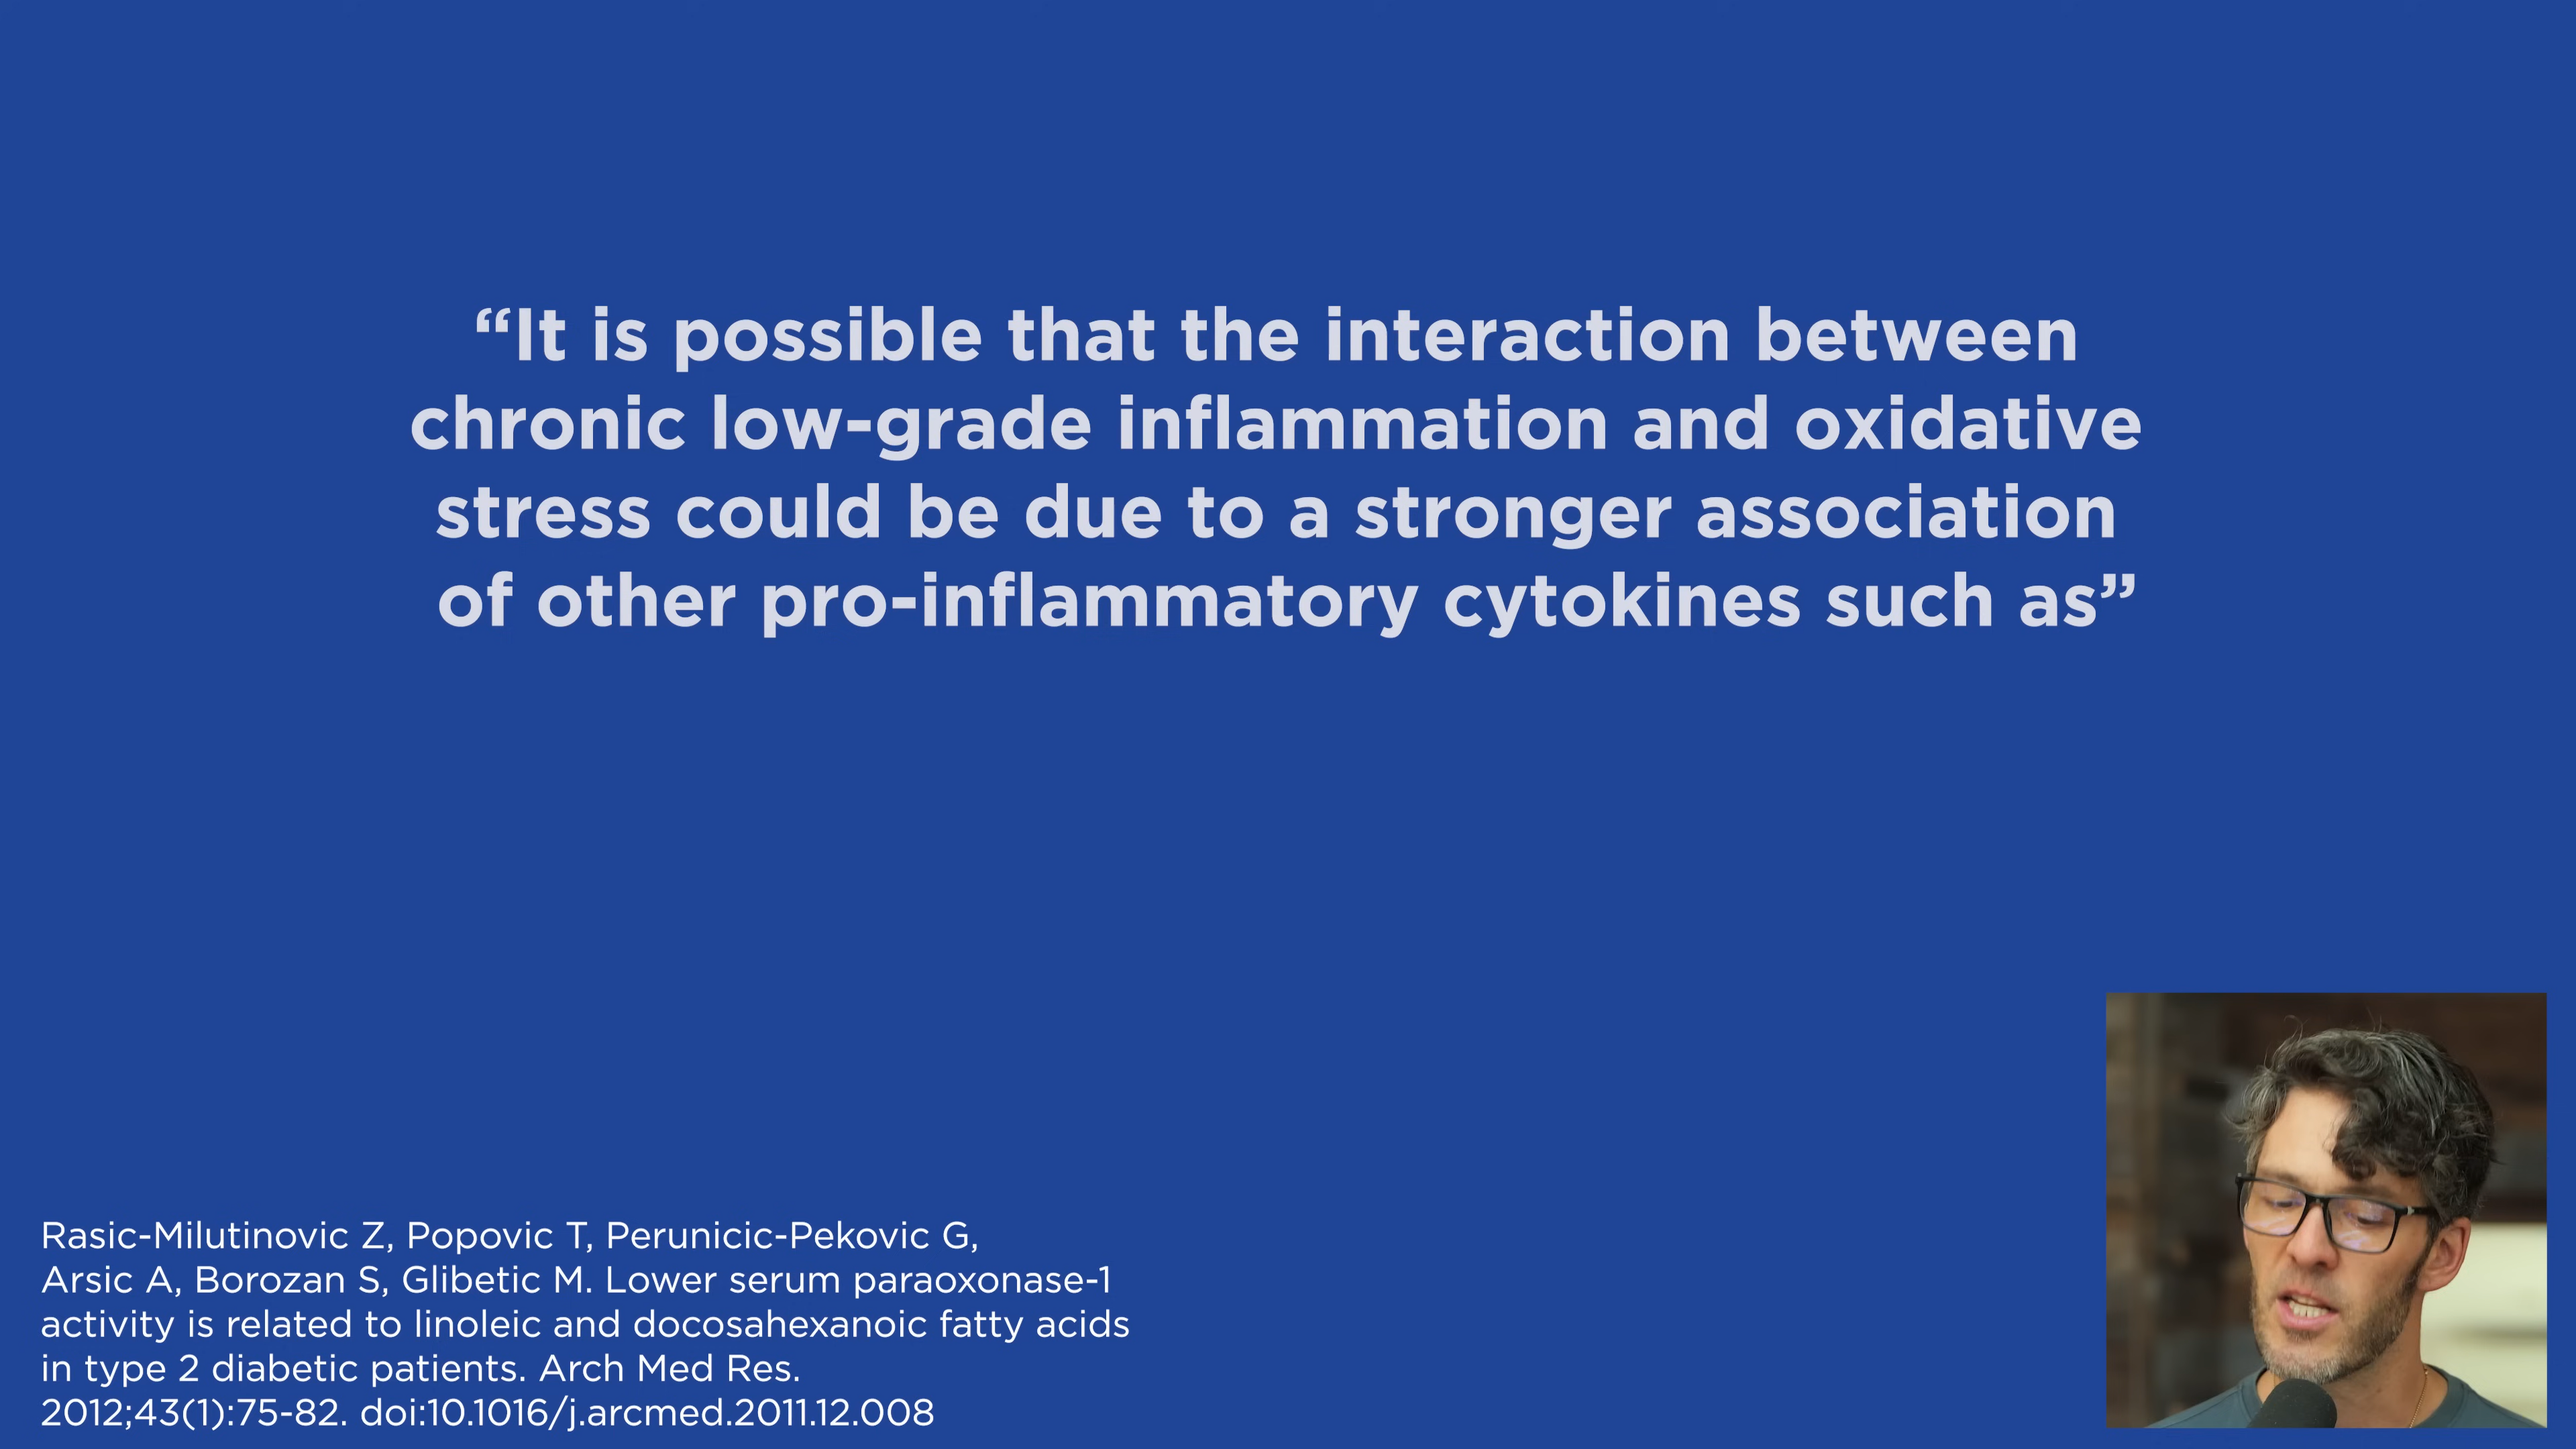 “It is possible that the interaction between
chronic low-grade inflammation and oxidative
stress could be due to a stronger association
of other pro-inflammatory cytokines such as”
Rasic-Milutinovic Z, Popovic T, Perunicic-Pekovic G,
Arsic A, Borozan S, Glibetic M. Lower serum paraoxonase-1
activity is related to linoleic and docosahexanoic fatty acids
in type 2 diabetic patients. Arch Med Res.
2012;43(1):75-82. doi:10.1016/j.arcmed.2011.12.008